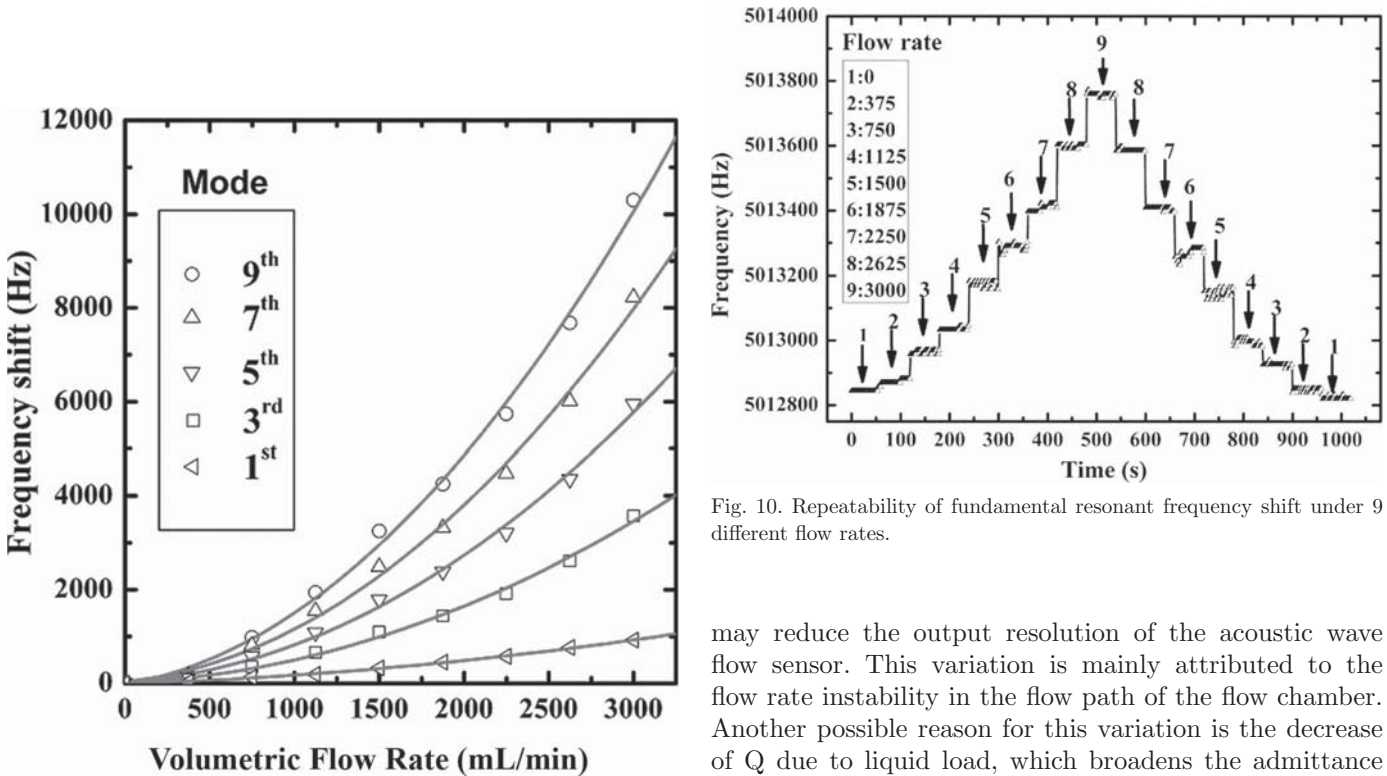 12000
10000
8000
6000
4000
2000
0
Frequency shift (Hz)
Mode
9th
7th
5th
3rd
1st
0 500 1000 1500 2000 2500 3000
Volumetric Flow Rate (mL/min)
5014000
5013800
5013600
5013400
5013200
5013000
5012800
Frequency (Hz)
Flow rate
1:0
2:375
3:750
4:1125
5:1500
6:1875
7:2250
8:2625
9:3000
1
2
3
4
5
6
7
8
9
8
7
6
5
4
3
2
1
0 100 200 300 400 500 600 700 800 900 1000
Time (s)
Fig. 10. Repeatability of fundamental resonant frequency shift under 9
different flow rates.
may reduce the output resolution of the acoustic wave
flow sensor. This variation is mainly attributed to the
flow rate instability in the flow path of the flow chamber.
Another possible reason for this variation is the decrease
of Q due to liquid load, which broadens the admittance